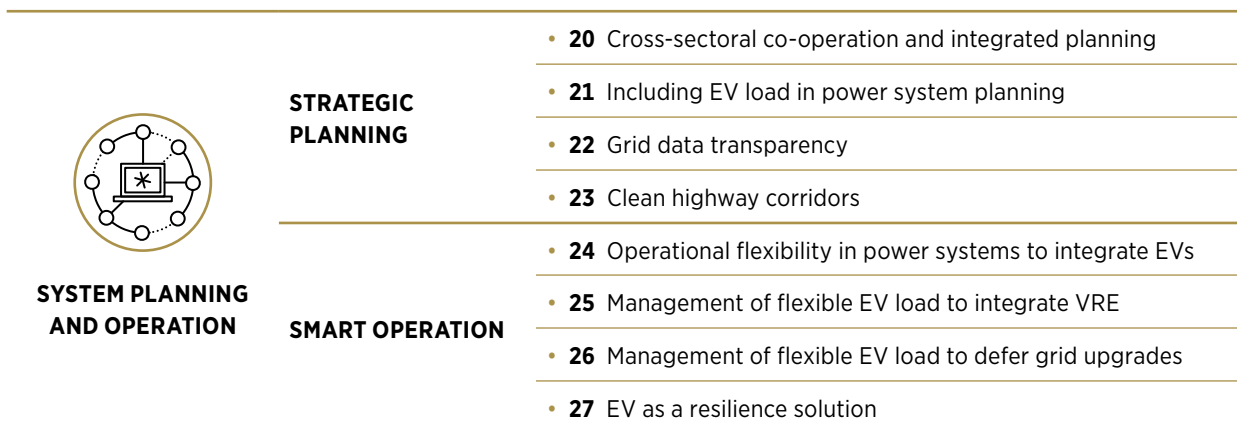 SYSTEM PLANNING
AND OPERATION
STRATEGIC
PLANNING
• 20 Cross-sectoral co-operation and integrated planning
• 21 Including EV load in power system planning
• 22 Grid data transparency
• 23 Clean highway corridors
SMART OPERATION
• 24 Operational flexibility in power systems to integrate EVs
• 25 Management of flexible EV load to integrate VRE
• 26 Management of flexible EV load to defer grid upgrades
• 27 EV as a resilience solution